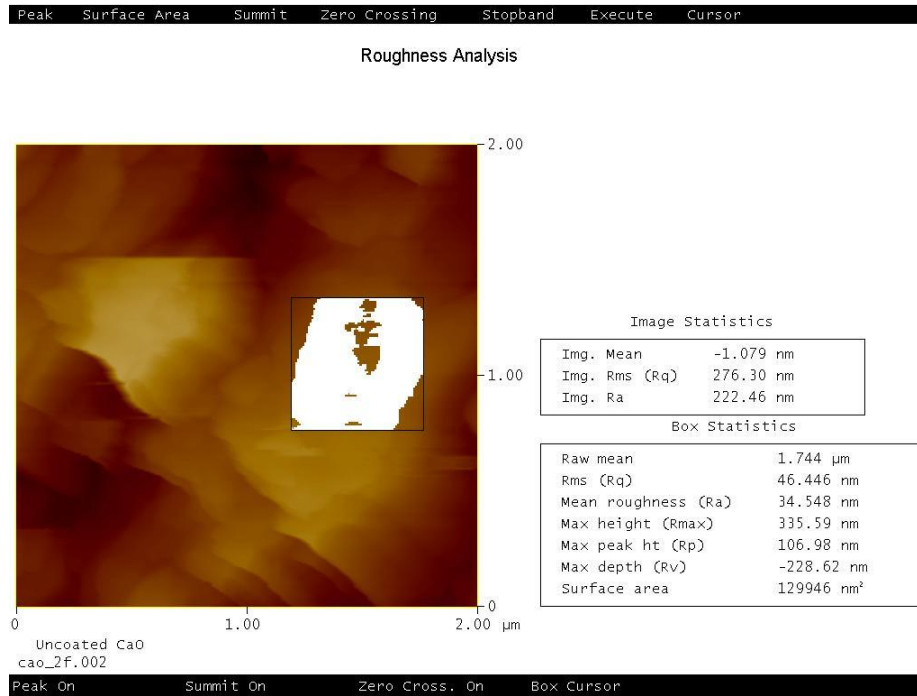 Peak Surface Area Summit Zero Crossing Stopband Execute Cursor
Roughness Analysis
2.00
1.00
0
0 1.00 2.00 µm
Uncoated CaO
cao_2f.002
Image Statistics
Img. Mean -1.079 nm
Img. Rms (Rq) 276.30 nm
Img. Ra 222.46 nm
Box Statistics
Raw mean 1.744 µm
Rms (Rq) 46.446 nm
Mean roughness (Ra) 34.548 nm
Max height (Rmax) 335.59 nm
Max peak ht (Rp) 106.98 nm
Max depth (Rv) -228.62 nm
Surface area 129946 nm²
Peak On Summit On Zero Cross. On Box Cursor